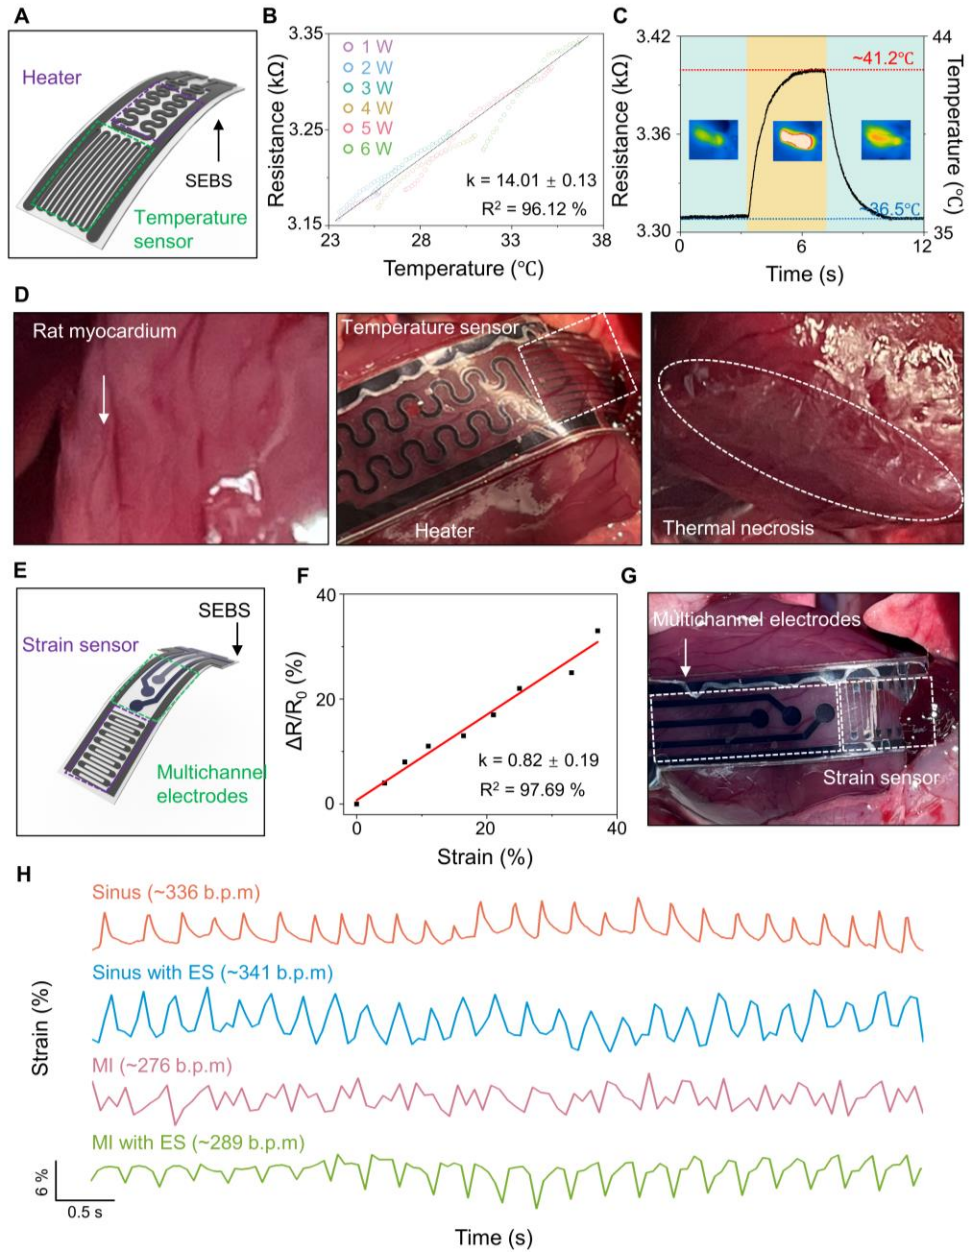 A
Heater
SEBS
Temperature
sensor
B
Resistance (kΩ)
3.35
3.25
3.15
1 W
2 W
3 W
4 W
5 W
6 W
k = 14.01 ± 0.13
R² = 96.12 %
23
28
33
38
Temperature (℃)
C
Resistance (kΩ)
3.42
3.36
3.30
~41.2℃
~36.5℃
44
35
Temperature (℃)
0
6
12
Time (s)
D
Rat myocardium
Temperature sensor
Heater
Thermal necrosis
E
SEBS
Strain sensor
Multichannel
electrodes
F
ΔR/R₀ (%)
40
20
0
k = 0.82 ± 0.19
R² = 97.69 %
0
20
40
Strain (%)
G
Multichannel electrodes
Strain sensor
H
Strain (%)
Sinus (~336 b.p.m)
Sinus with ES (~341 b.p.m)
MI (~276 b.p.m)
MI with ES (~289 b.p.m)
6 %
0.5 s
Time (s)